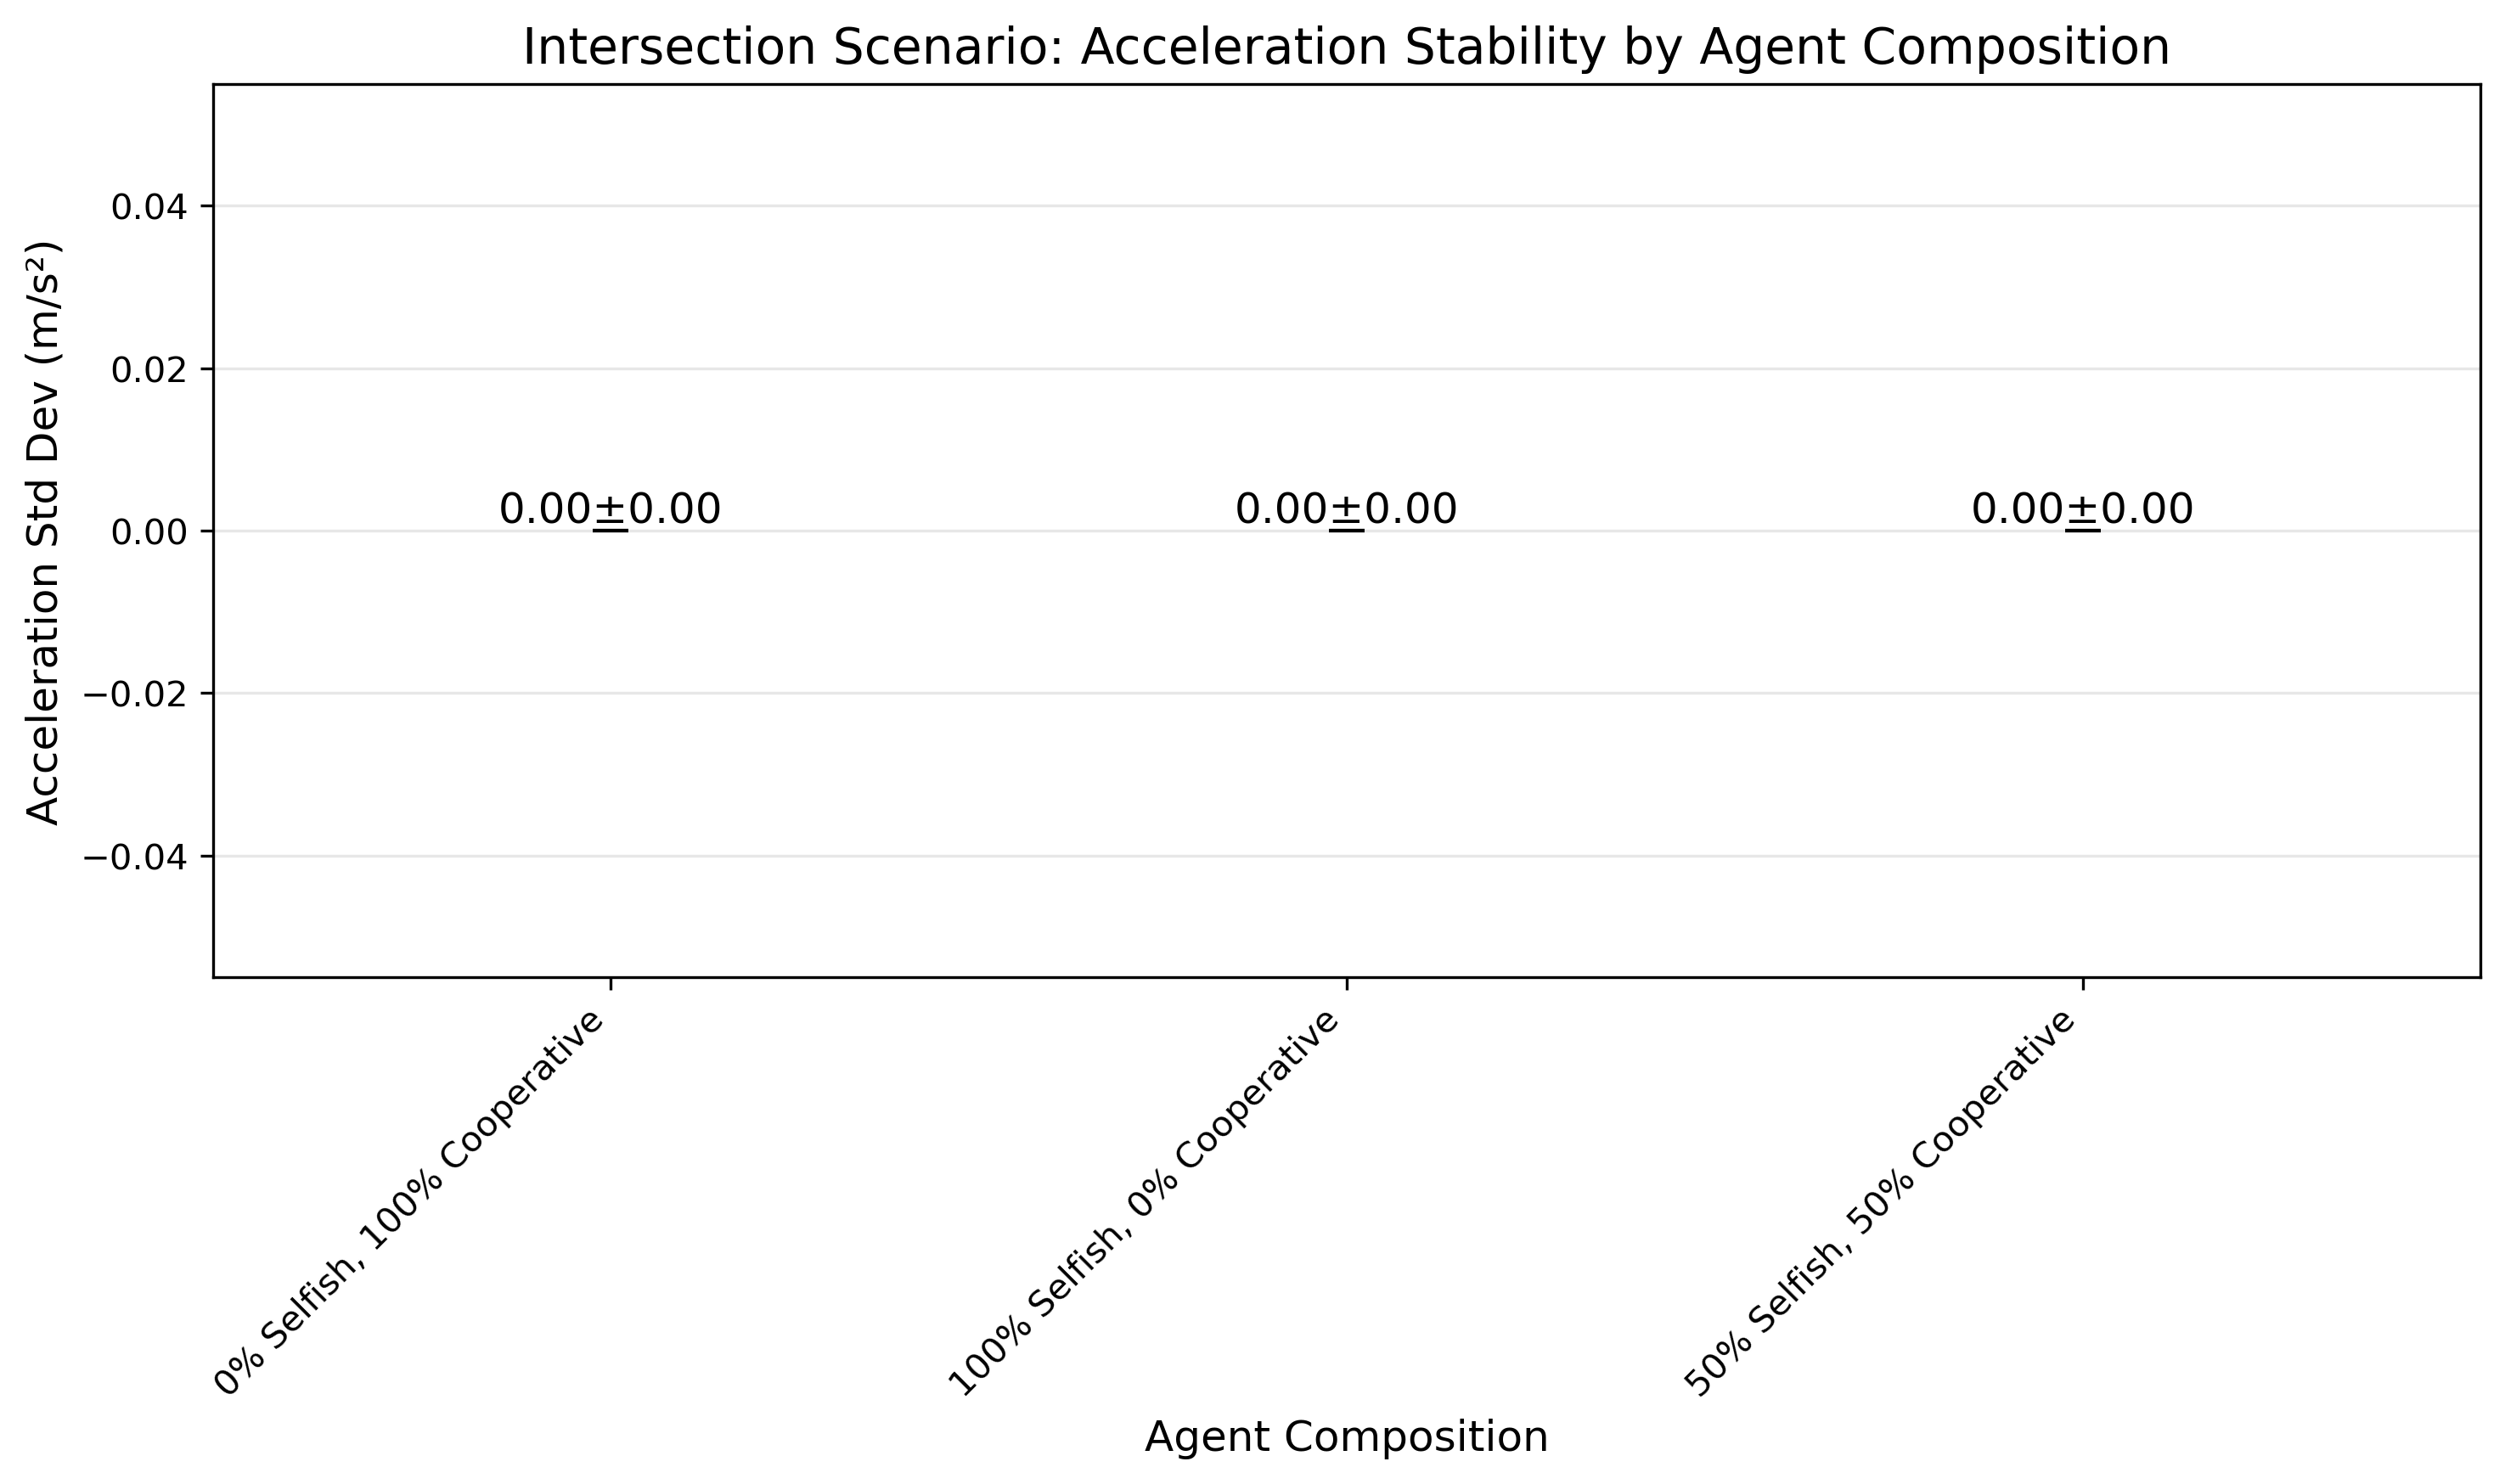 Intersection Scenario: Acceleration Stability by Agent Composition
Acceleration Std Dev (m/s²)
0.04
0.02
0.00
−0.02
−0.04
0.00±0.00
0.00±0.00
0.00±0.00
0% Selfish, 100% Cooperative
100% Selfish, 0% Cooperative
50% Selfish, 50% Cooperative
Agent Composition